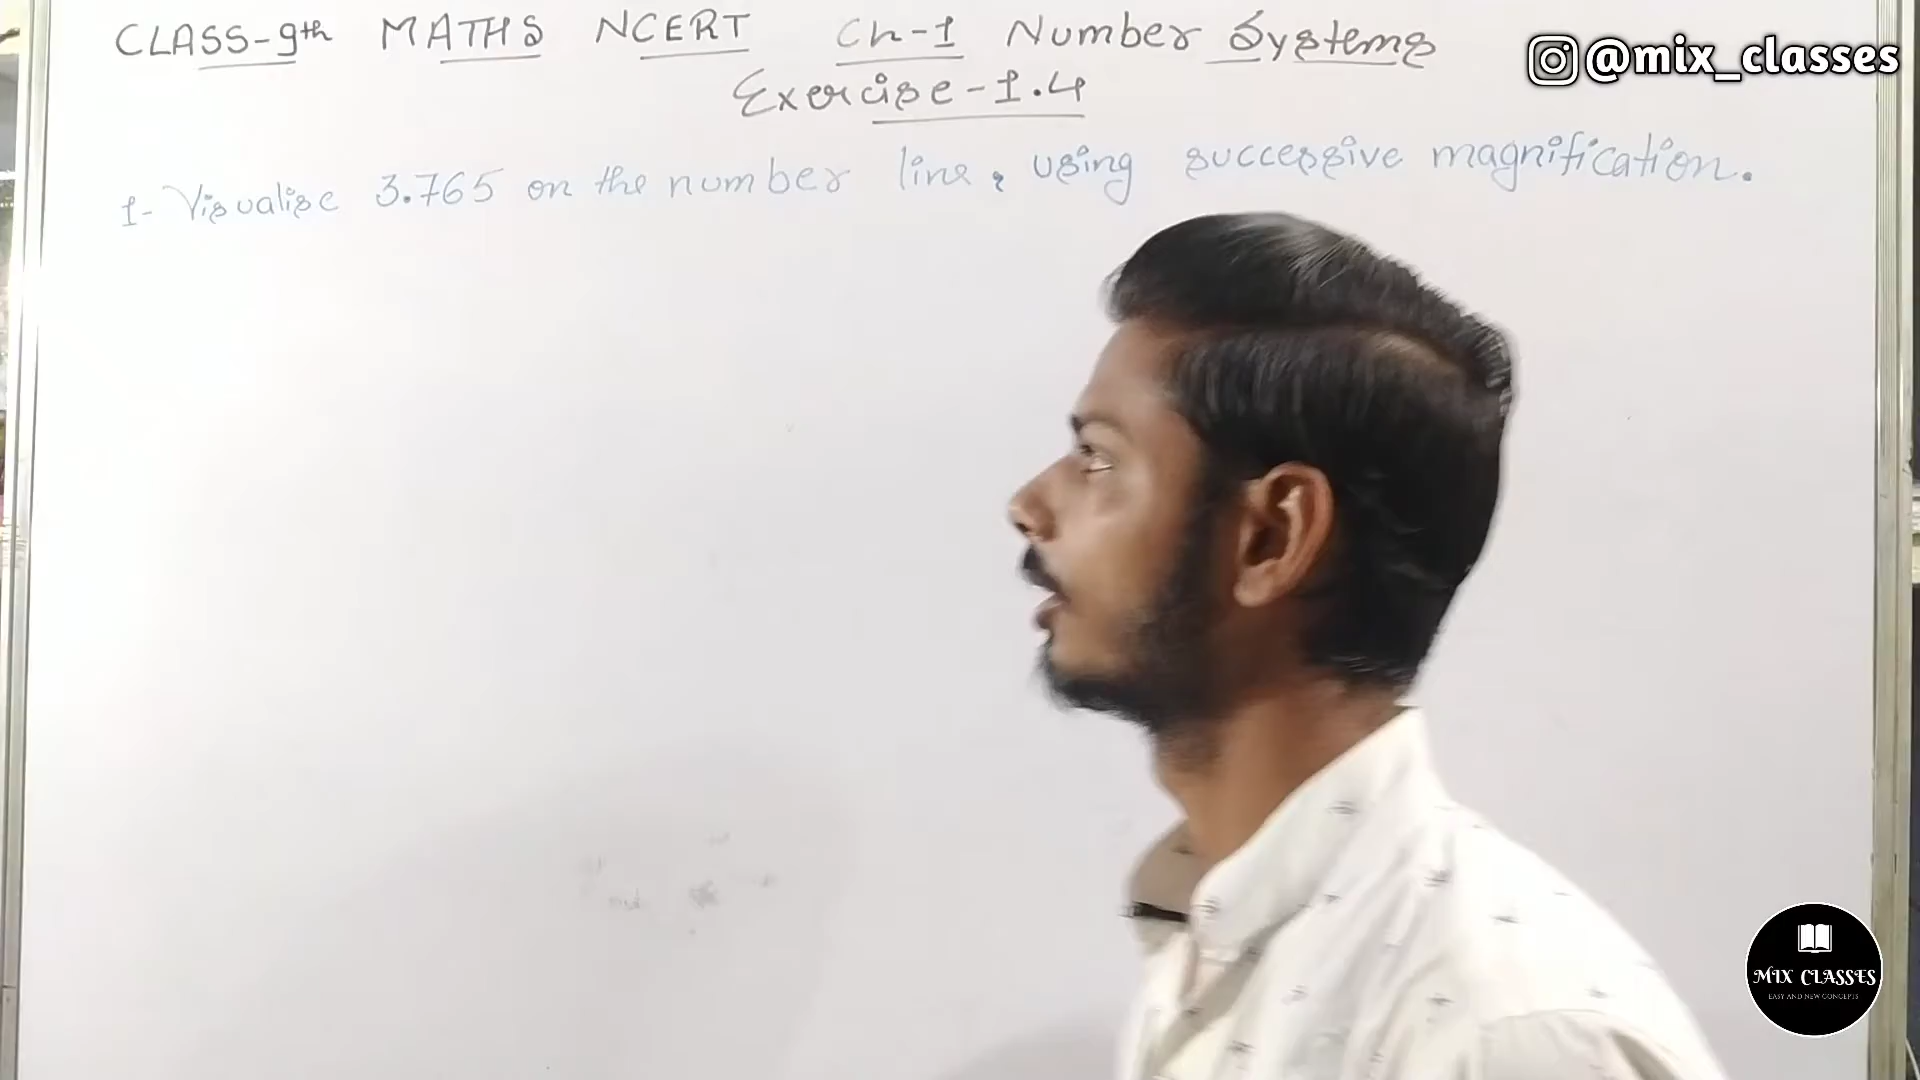 CLASS-9th MATHS NCERT Ch-1 Number Systems
@mix_classes
Exercise-1.4
1- Visualise 3.765 on the number line, using successive magnification.
MIX CLASSES
EASY AND NEW CONCEPTS